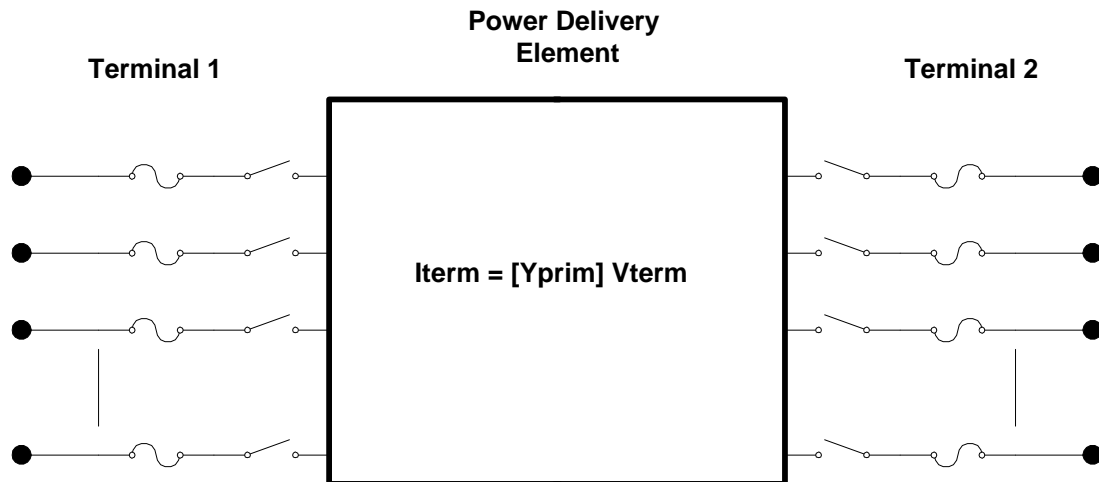 Power Delivery
Element
Terminal 1
Terminal 2
Iterm = [Yprim] Vterm